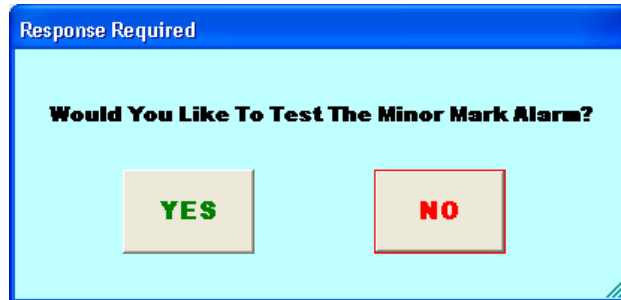 Response Required
Would You Like To Test The Minor Mark Alarm?
YES NO